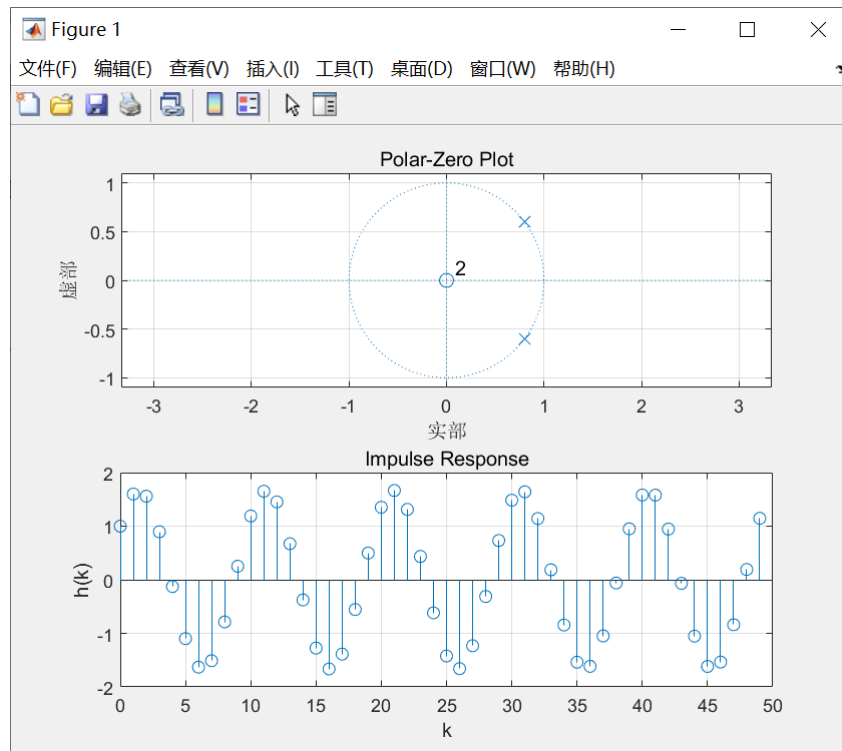 Figure 1
文件(F) 编辑(E) 查看(V) 插入(I) 工具(T) 桌面(D) 窗口(W) 帮助(H)
Polar-Zero Plot
1
0.5
0
-0.5
-1
虚部
2
-3 -2 -1 0 1 2 3
实部
Impulse Response
2
1
0
-1
-2
h(k)
0 5 10 15 20 25 30 35 40 45 50
k